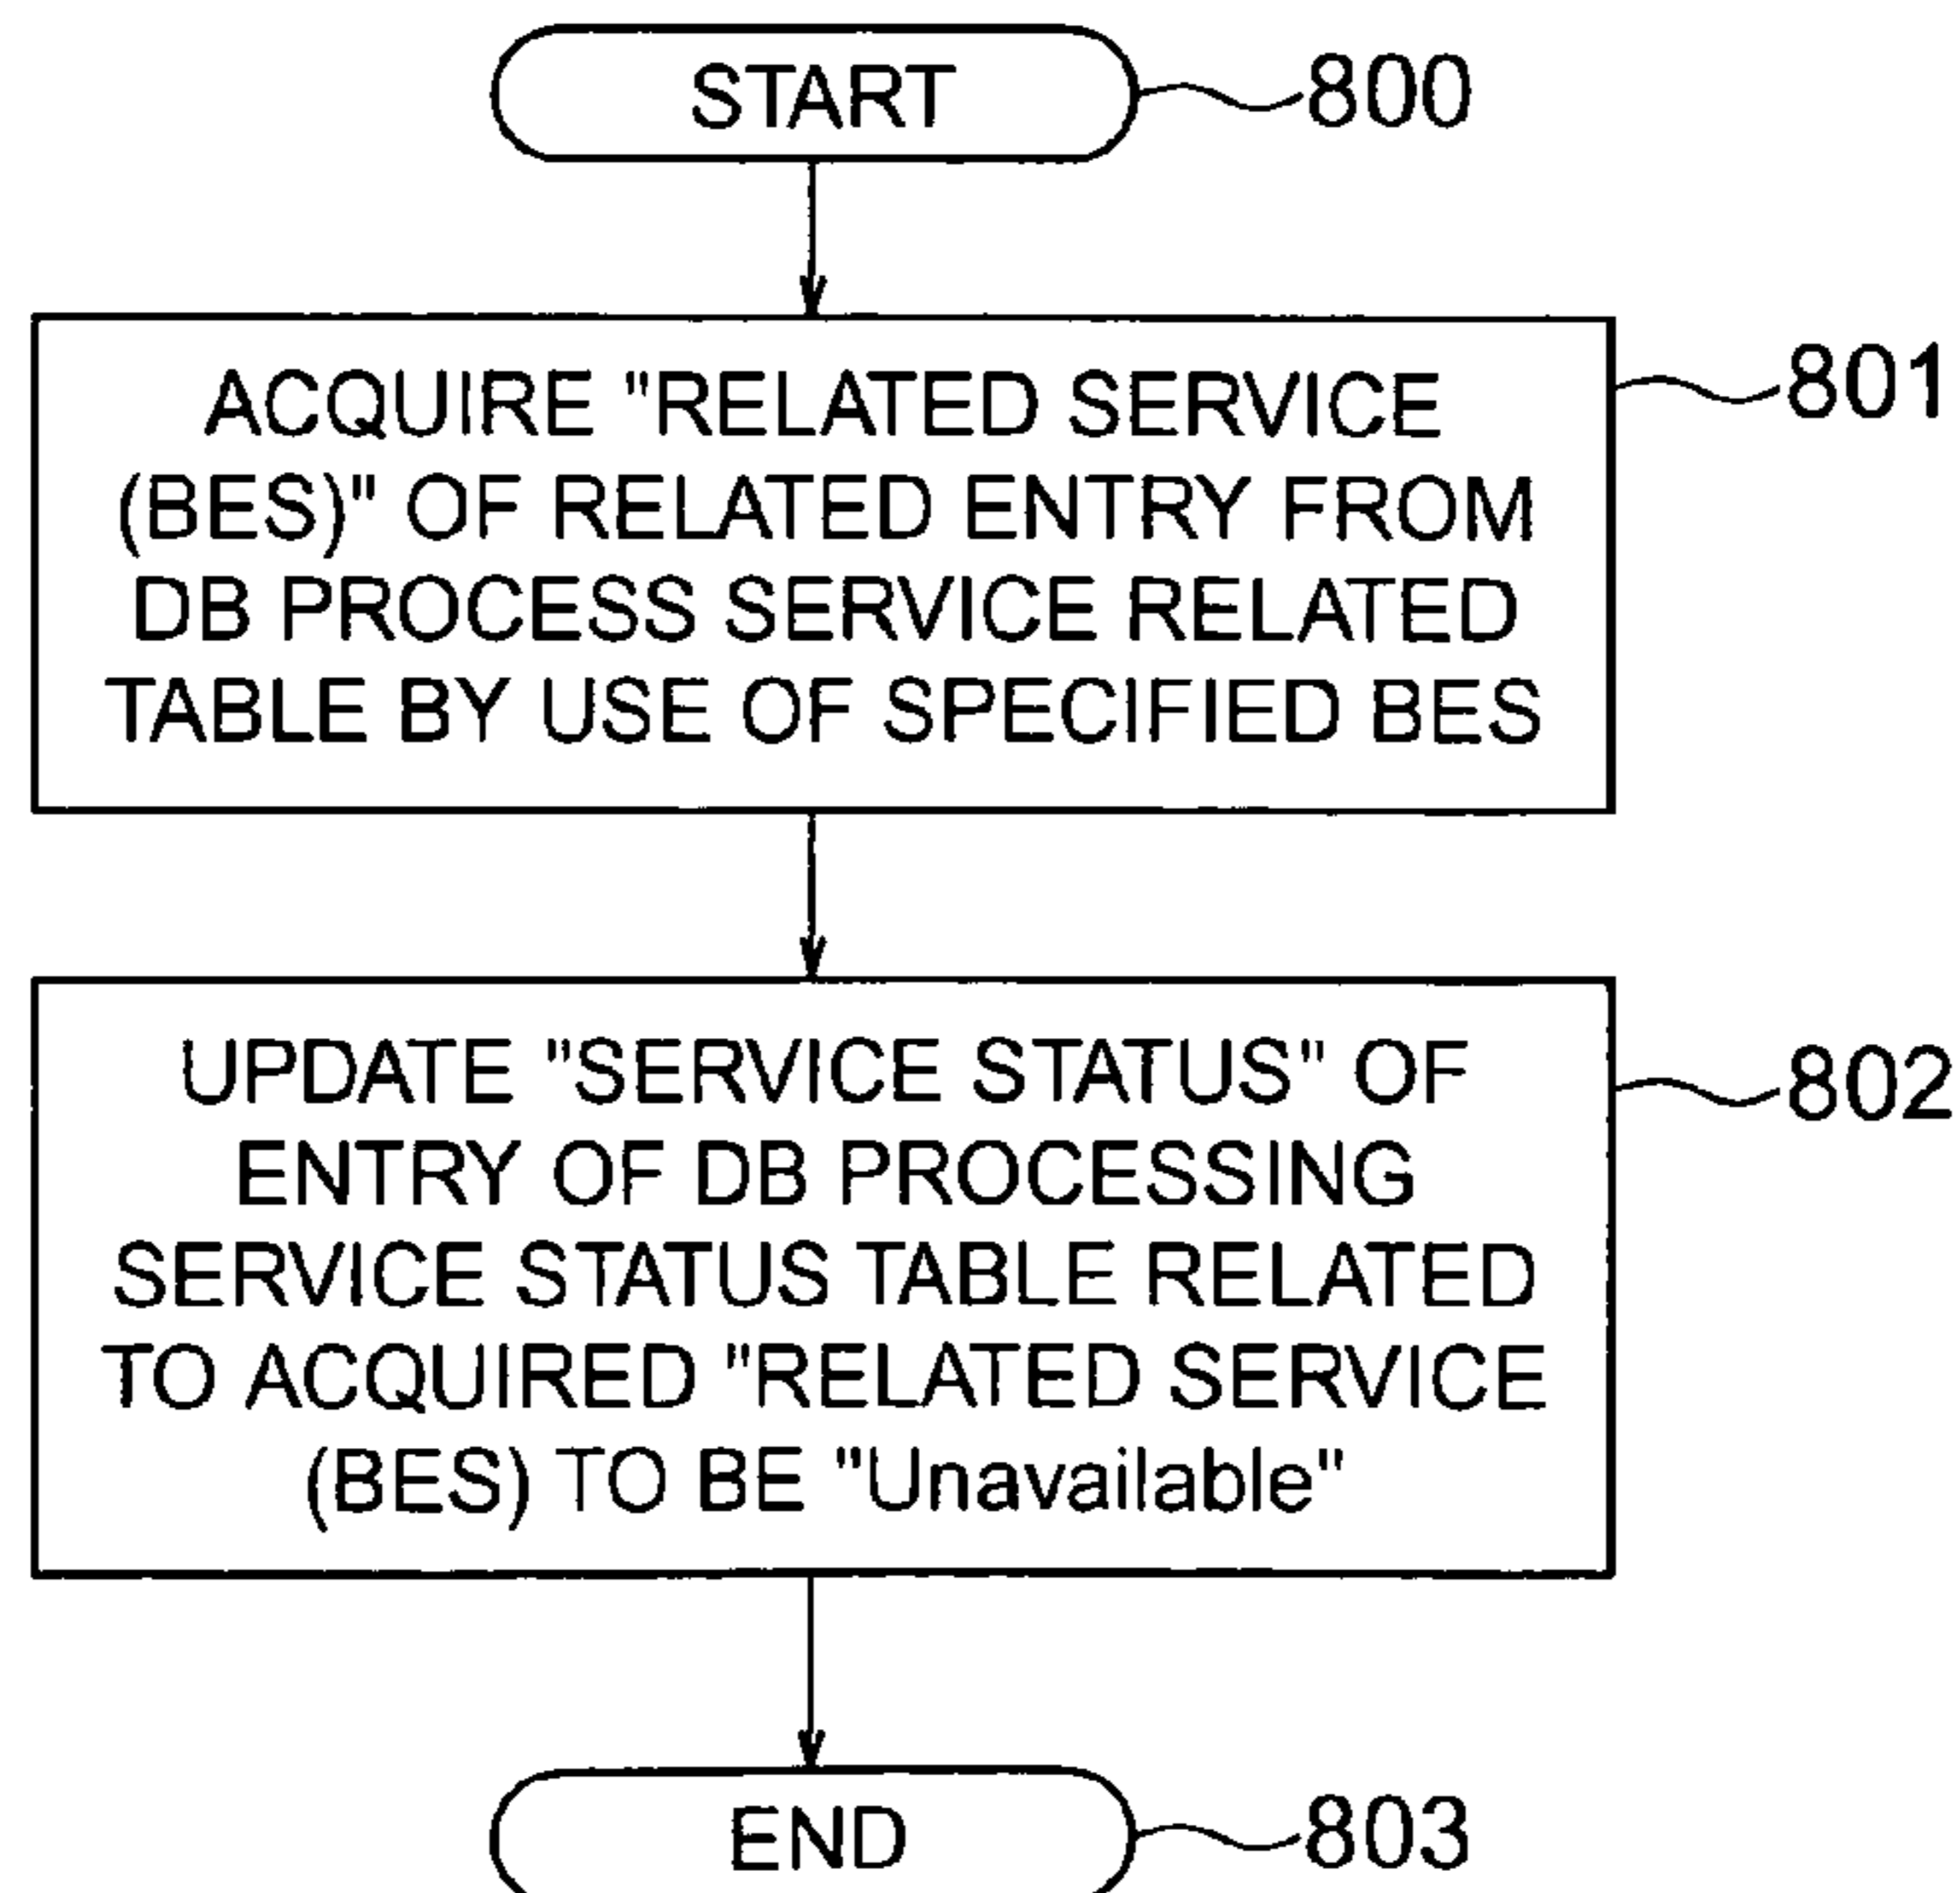 START
800
ACQUIRE "RELATED SERVICE
(BES)" OF RELATED ENTRY FROM
DB PROCESS SERVICE RELATED
TABLE BY USE OF SPECIFIED BES
801
UPDATE "SERVICE STATUS" OF
ENTRY OF DB PROCESSING
SERVICE STATUS TABLE RELATED
TO ACQUIRED "RELATED SERVICE
(BES) TO BE "Unavailable"
802
END
803